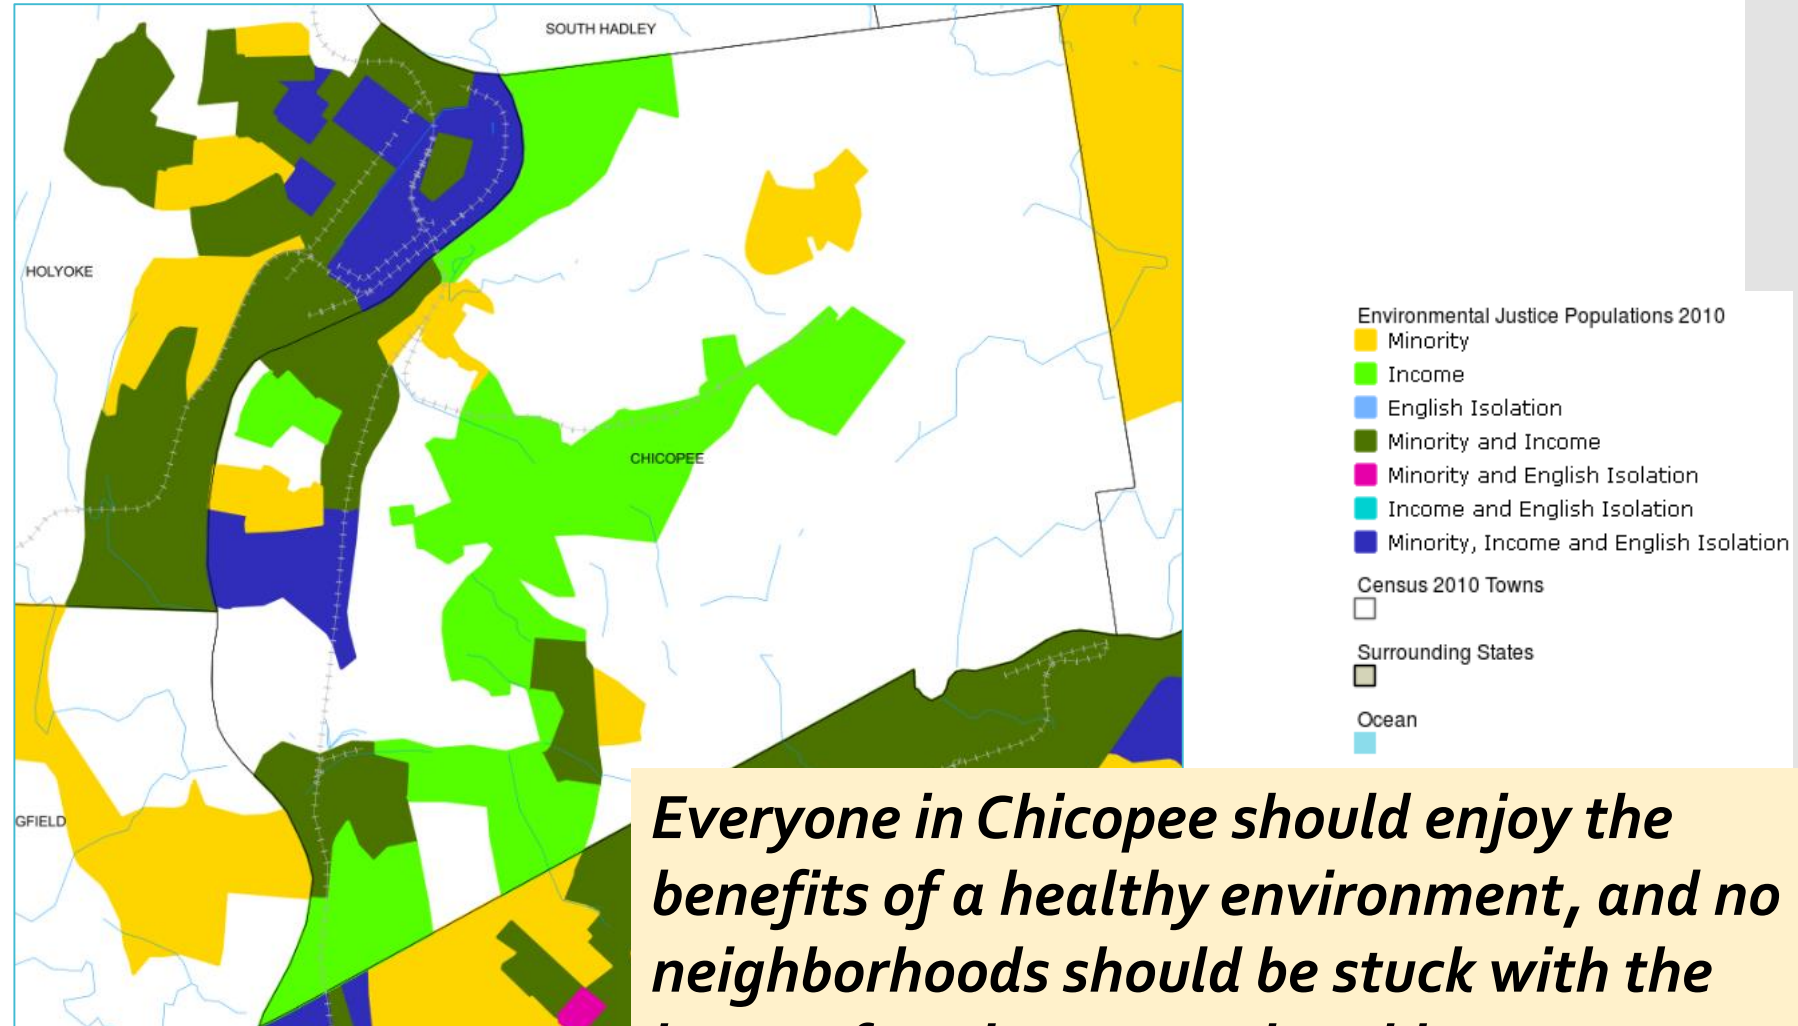 SOUTH HADLEY
HOLYOKE
CHICOPEE
GFIELD
Environmental Justice Populations 2010
Minority
Income
English Isolation
Minority and Income
Minority and English Isolation
Income and English Isolation
Minority, Income and English Isolation
Census 2010 Towns
Surrounding States
Ocean
Everyone in Chicopee should enjoy the
benefits of a healthy environment, and no
neighborhoods should be stuck with the